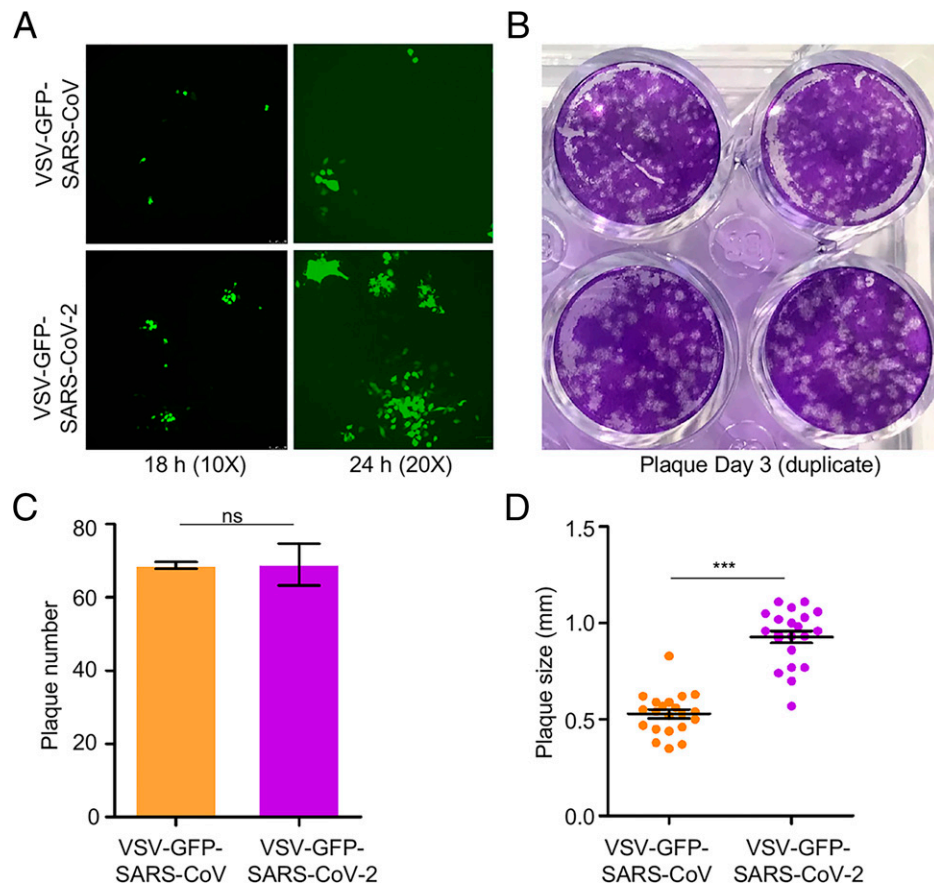 A
B
VSV-GFP-
SARS-CoV
VSV-GFP-
SARS-CoV-2
18 h (10X)
24 h (20X)
Plaque Day 3 (duplicate)
C
D
ns
80
60
40
20
0
Plaque number
VSV-GFP-
SARS-CoV
VSV-GFP-
SARS-CoV-2
***
1.5
1.0
0.5
0.0
Plaque size (mm)
VSV-GFP-
SARS-CoV
VSV-GFP-
SARS-CoV-2